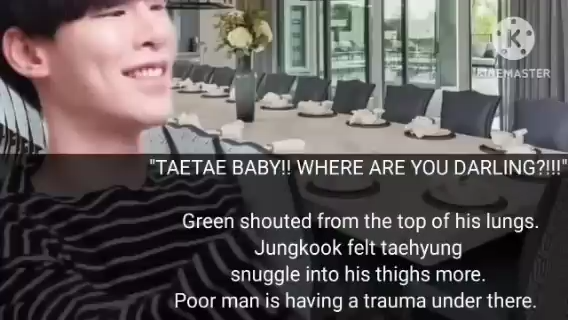 KINEMASTER
"TAETAE BABY!! WHERE ARE YOU DARLING?!!!"
Green shouted from the top of his lungs.
Jungkook felt taehyung
snuggle into his thighs more.
Poor man is having a trauma under there.